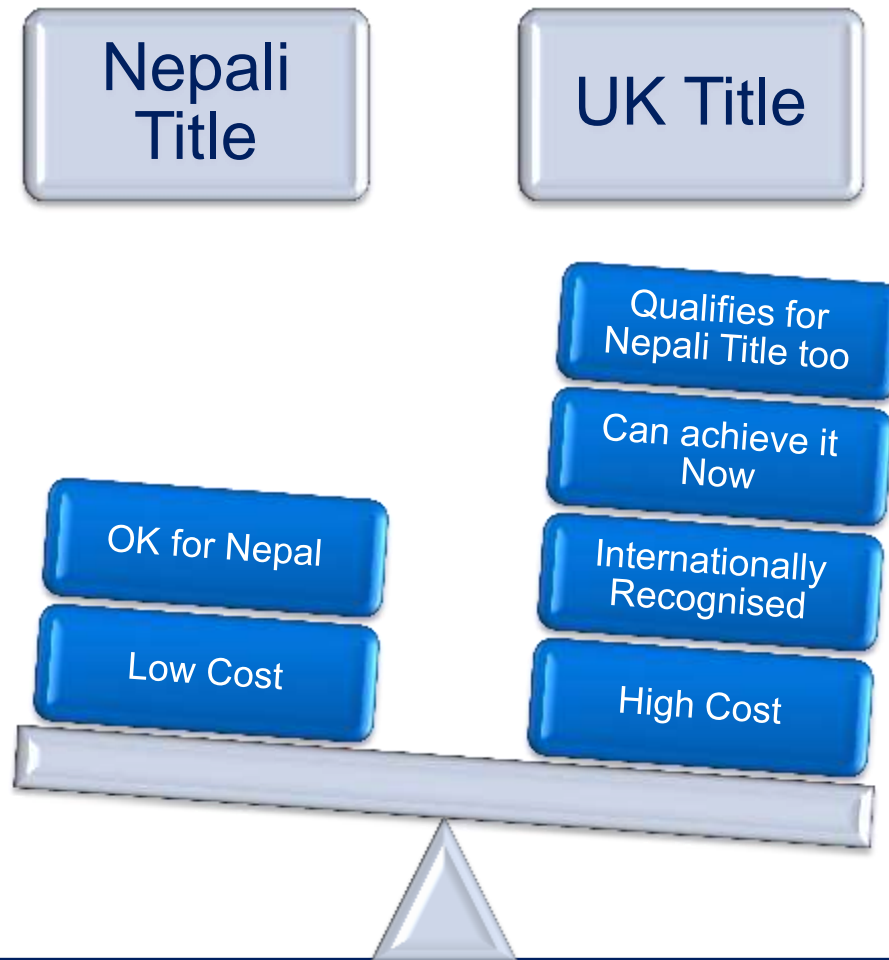 Nepali
Title
UK Title
OK for Nepal
Low Cost
Qualifies for
Nepali Title too
Can achieve it
Now
Internationally
Recognised
High Cost